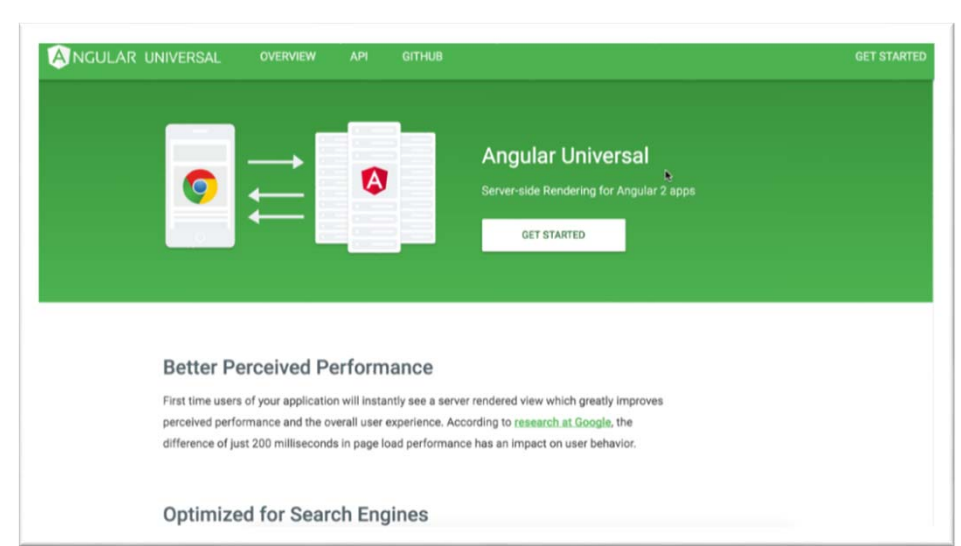 ANGULAR UNIVERSAL OVERVIEW API GITHUB GET STARTED
Angular Universal
Server-side Rendering for Angular 2 apps
GET STARTED
Better Perceived Performance
First time users of your application will instantly see a server rendered view which greatly improves
perceived performance and the overall user experience. According to research at Google, the
difference of just 200 milliseconds in page load performance has an impact on user behavior.
Optimized for Search Engines